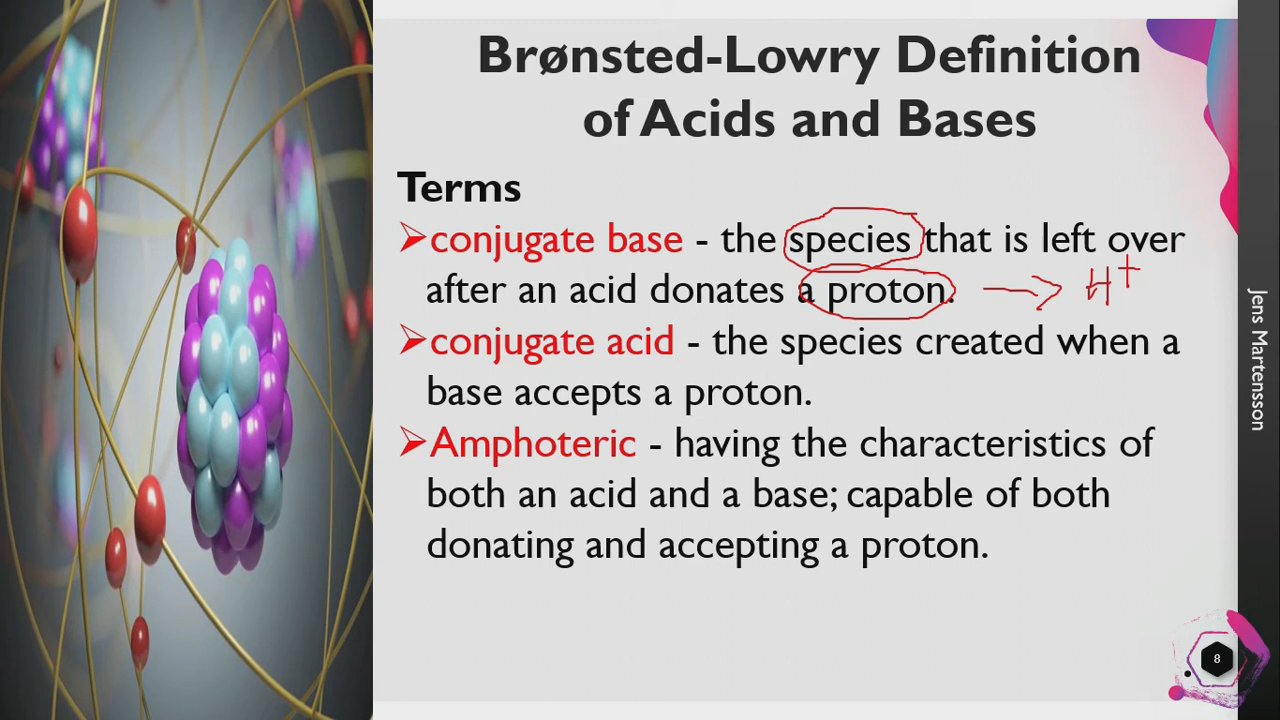 Brønsted-Lowry Definition
of Acids and Bases
Terms
➢conjugate base - the species that is left over
after an acid donates a proton. → H⁺
➢conjugate acid - the species created when a
base accepts a proton.
➢Amphoteric - having the characteristics of
both an acid and a base; capable of both
donating and accepting a proton.
Jens Martensson
8